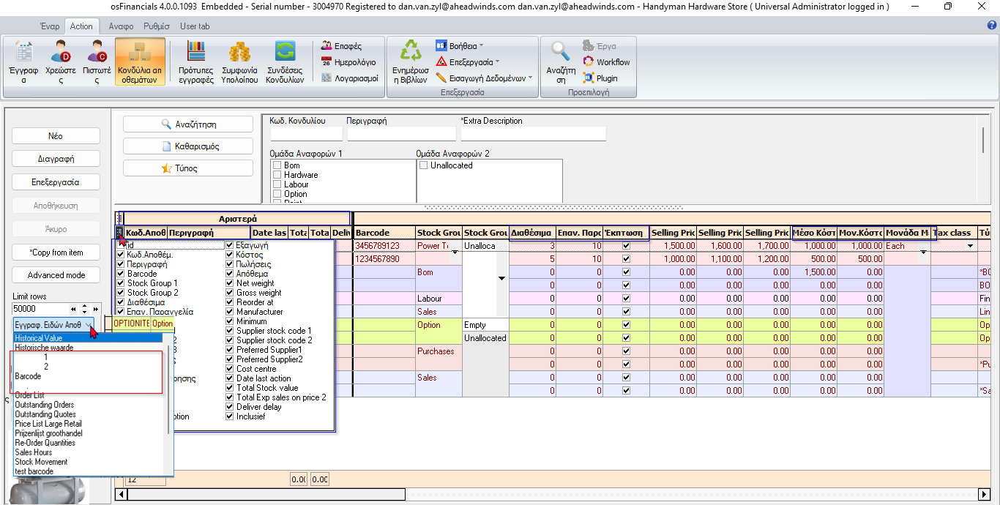 osFinancials 4.0.0.1093 Embedded - Serial number - 3004970 Registered to dan.van.zyl@aheadwinds.com dan.van.zyl@aheadwinds.com - Handyman Hardware Store ( Universal Administrator logged in )
Έναρ Action Αναφο Ρυθμίσ User tab
Έγγραφα
Χρεώστες
Πιστωτές
Κονδύλια αποθεμάτων
Πρότυπες εγγραφές
Συμφωνία Υπολοίπου
Συνδέσεις Κονδυλίων
Επαφές
Ημερολόγιο
Λογαριασμοί
Ενημέρωση Βιβλίων
Βοήθεια
Επεξεργασία
Εισαγωγή Δεδομένων
Επεξεργασία
Αναζήτηση
Έργα
Workflow
Plugin
Προεπιλογή
Νέο
Διαγραφή
Επεξεργασία
Αποθήκευση
Άκυρο
*Copy from item
Advanced mode
Limit rows
50000
Εγγραφ. Ειδών Αποθ
Historical Value
Historische waarde
1
2
Barcode
Order List
Outstanding Orders
Outstanding Quotes
Price List Large Retail
Prijzenlijst groothandel
Re-Order Quantities
Sales Hours
Stock Movement
test barcode
Αναζήτηση
Καθαρισμός
Τύπος
Κωδ. Κονδυλίου Περιγραφή *Extra Description
Ομάδα Αναφορών 1 Ομάδα Αναφορών 2
Bom Unallocated
Hardware
Labour
Option
Αριστερά
Κωδ.Αποθ Περιγραφή Date las Tota Tota Deliv Barcode Stock Grou Stock Grou Διαθέσιμα Επαν. Παρα Έκπτωση Selling Pric Selling Pric Selling Pric Μέσο Κόστ Μον.Κόστο Μονάδα Μ ax class Τύ
id Εξαγωγή
Κωδ.Αποθέμ. Κόστος
Περιγραφή Πωλήσεις
Barcode Απόθεμα
Stock Group 1 Net weight
Stock Group 2 Gross weight
Διαθέσιμα Reorder at
Επαν. Παραγγελία Manufacturer
Minimum
Supplier stock code 1
Supplier stock code 2
Preferred Supplier1
Preferred Supplier2
Cost centre
Date last action
Total Stock value
Total Exp sales on price 2
Deliver delay
Inclusief
OPTIONITE Option
3456789123 Power T Unalloca 3 10 1,500.00 1,600.00 1,700.00 1,000.00 1,000.00 Each
1234567890 5 10 1,000.00 1,100.00 1,200.00 500.00 500.00
Bom 0 0 0.00 0.00 0.00 1,500.00 0.00 *BO
0 0 0.00 0.00 0.00 0.00 0.00 BO
Labour 0 0 0.00 0.00 0.00 0.00 0.00 Fin
Sales 0 0 0.00 0.00 0.00 0.00 0.00 Lin
Option Empty 0 0 0.00 0.00 0.00 0.00 0.00 Op
Unallocated 0 0 0.00 0.00 0.00 0.00 0.00 Op
Purchases 0 0 0.00 0.00 0.00 0.00 0.00
0 0 0.00 0.00 0.00 0.00 0.00 *Pu
Sales 0 0 0.00 0.00 0.00 0.00 0.00
0 0 0.00 0.00 0.00 0.00 0.00 *Sa
12 0.0( 0.0(